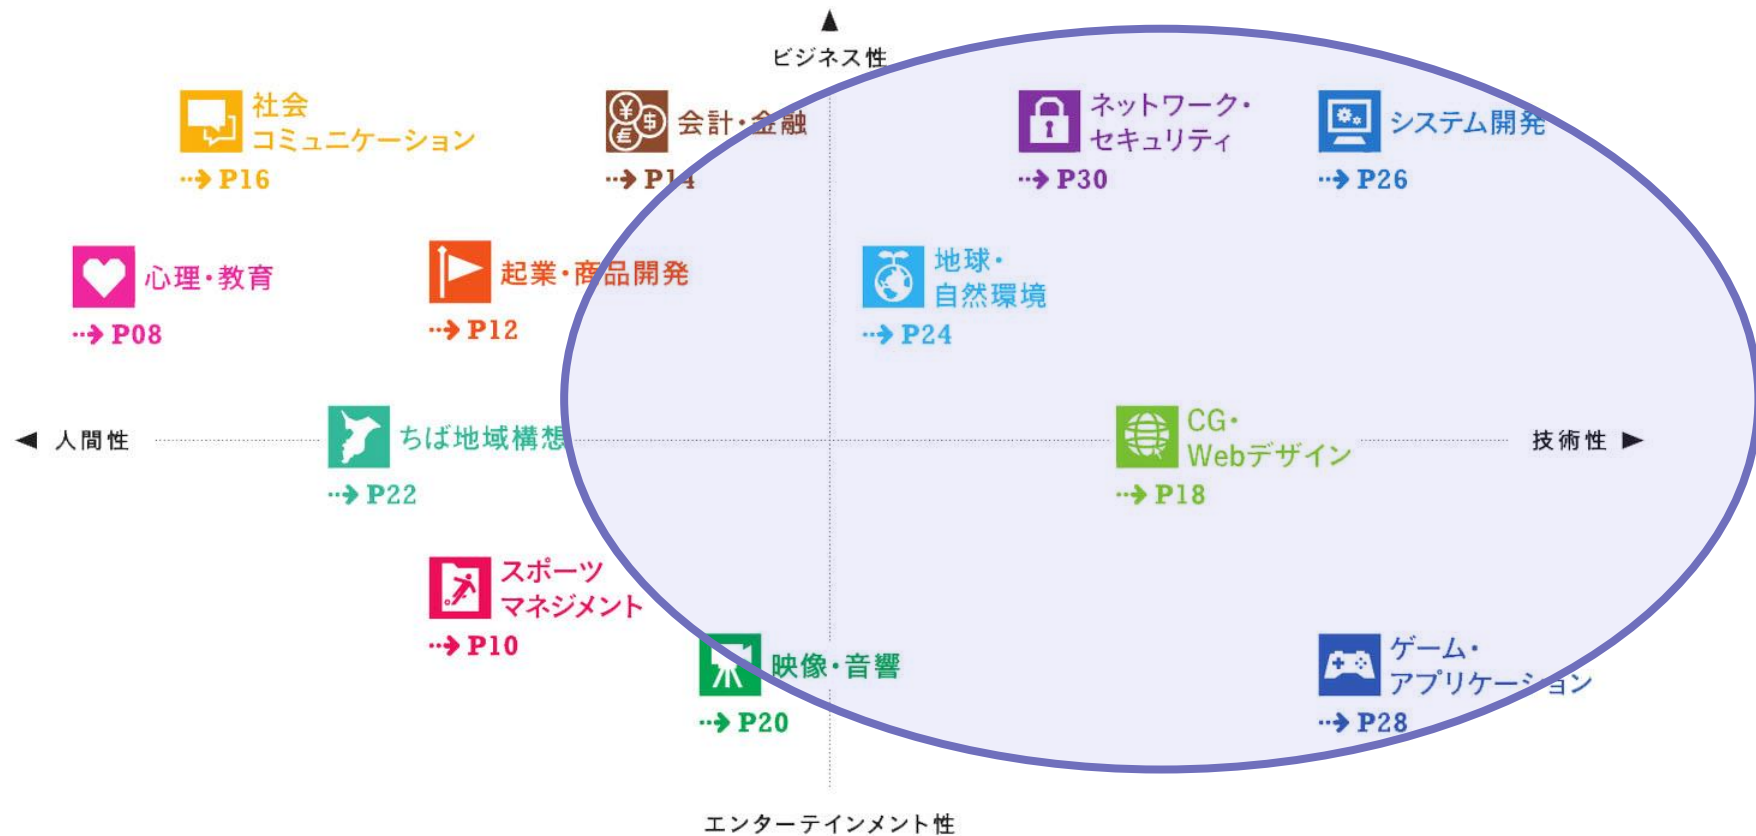 ビジネス性
社会
コミュニケーション
P16
会計・金融
P14
ネットワーク・
セキュリティ
P30
システム開発
P26
心理・教育
P08
起業・商品開発
P12
地球・
自然環境
P24
人間性
ちば地域構想
P22
CG・
Webデザイン
P18
技術性
スポーツ
マネジメント
P10
映像・音響
P20
ゲーム・
アプリケーション
P28
エンターテインメント性